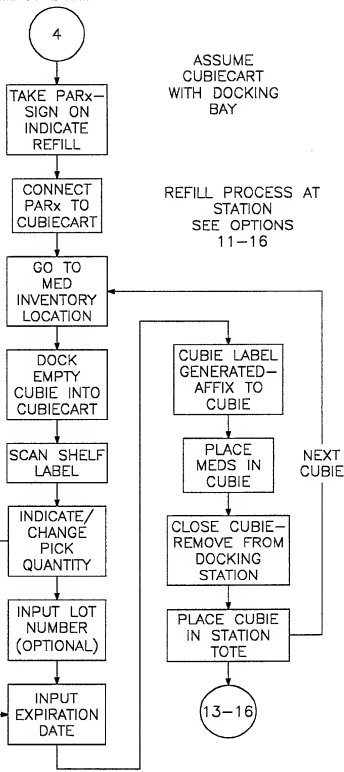 4
TAKE PARx–
SIGN ON
INDICATE
REFILL
CONNECT
PARx TO
CUBIECART
GO TO
MED
INVENTORY
LOCATION
DOCK
EMPTY
CUBIE INTO
CUBIECART
SCAN SHELF
LABEL
INDICATE/
CHANGE
PICK
QUANTITY
INPUT LOT
NUMBER
(OPTIONAL)
INPUT
EXPIRATION
DATE
ASSUME
CUBIECART
WITH DOCKING
BAY
REFILL PROCESS AT
STATION
SEE OPTIONS
11–16
CUBIE LABEL
GENERATED–
AFFIX TO
CUBIE
PLACE
MEDS IN
CUBIE
CLOSE CUBIE–
REMOVE FROM
DOCKING
STATION
PLACE CUBIE
IN STATION
TOTE
NEXT
CUBIE
13–16